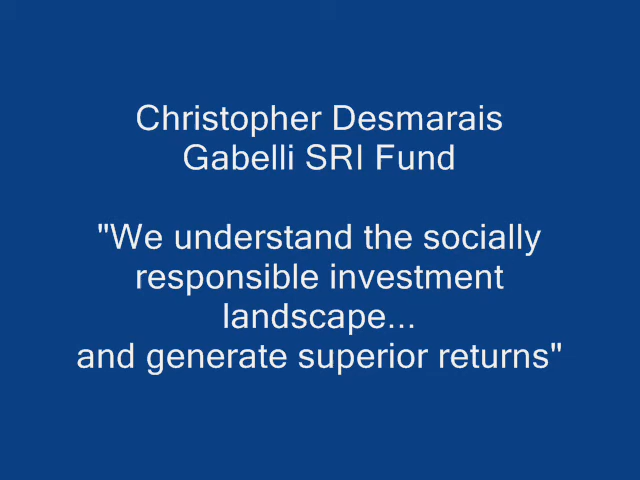 Christopher Desmarais
Gabelli SRI Fund
"We understand the socially
responsible investment
landscape...
and generate superior returns"